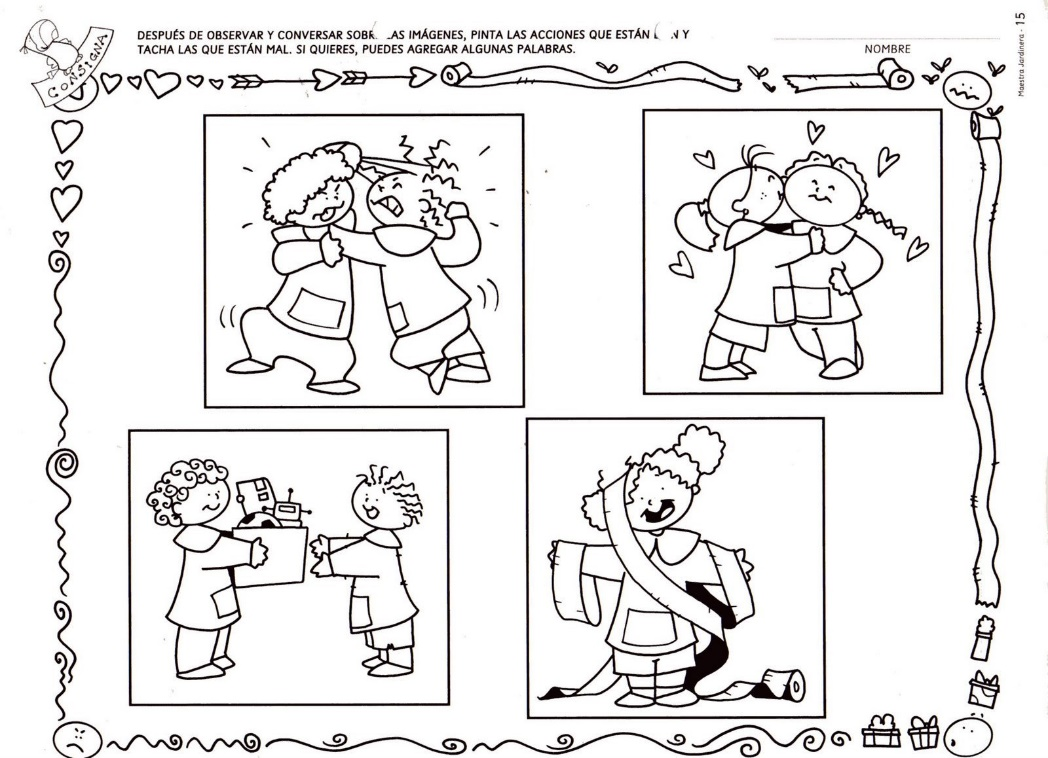 CONSIGNA
DESPUÉS DE OBSERVAR Y CONVERSAR LAS IMÁGENES, PINTA LAS ACCIONES QUE ESTÁN Y
TACHA LAS QUE ESTÁN MAL. SI QUIERES, PUEDES AGREGAR ALGUNAS PALABRAS.
NOMBRE
Maestra Jardinera - 15